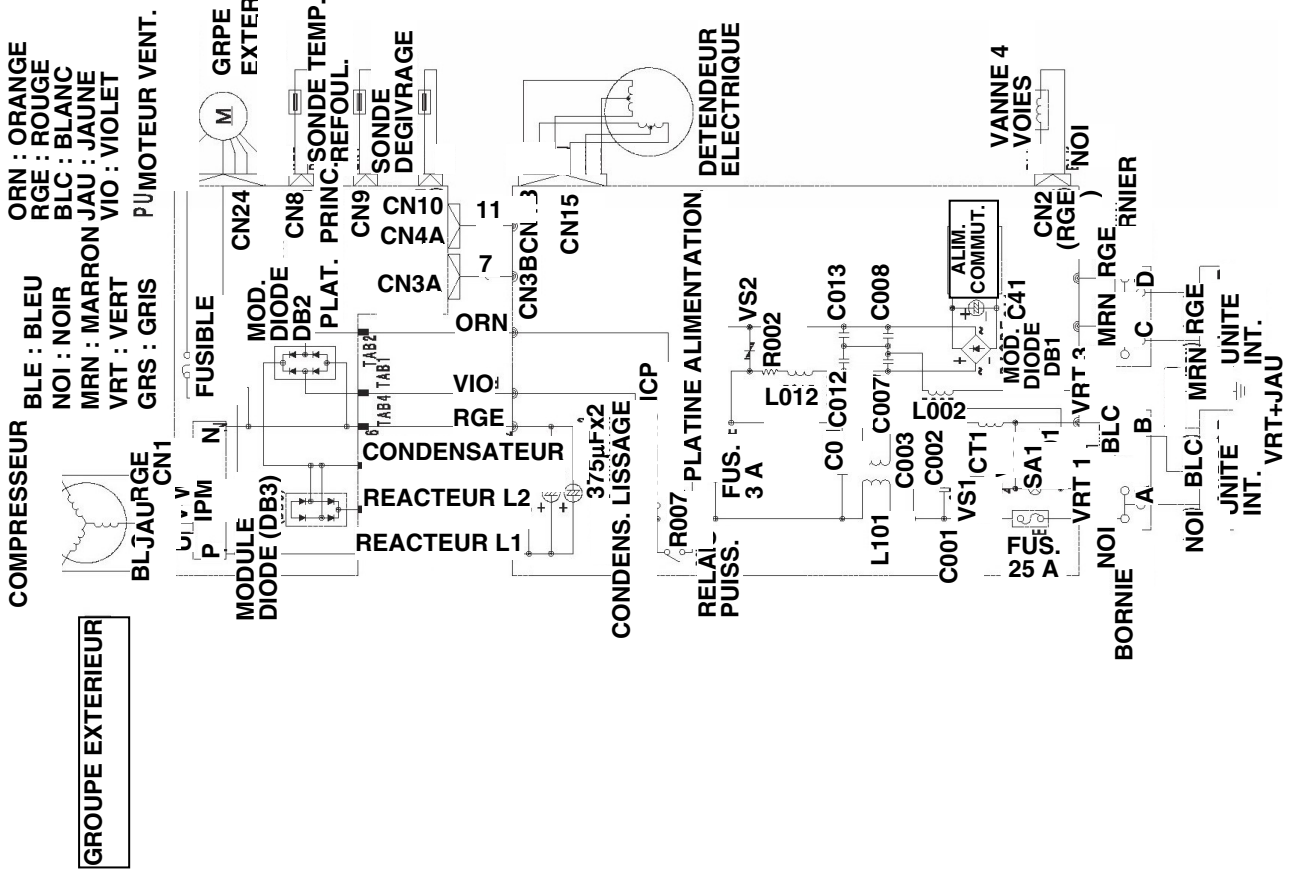 GROUPE EXTERIEUR
COMPRESSEUR
BLE : BLEU
NOI : NOIR
MRN : MARRON
VRT : VERT
GRS : GRIS
ORN : ORANGE
RGE : ROUGE
BLC : BLANC
JAU : JAUNE
VIO : VIOLET
MOTEUR VENT.
GRPE
CN1
P IPM N
FUSIBLE
CN24
M
MODULE
DIODE (DB3)
MOD.
DIODE
DB2
PLAT. PRINC.
CN8
SONDE TEMP.
REFOUL.
CN9
SONDE
DEGIVRAGE
CN10
CN4A
CN3A
TAB4
TAB1
TAB2
11
7
ORN
VIO
RGE
CONDENSATEUR
REACTEUR L2
REACTEUR L1
CN3B
CN15
DETENDEUR
ELECTRIQUE
375µFx2
CONDENS. LISSAGE
ICP
R007
PLATINE ALIMENTATION
PUISS.
FUS.
3 A
VS2
R002
L012
C012
C013
C007
C008
L101
C003
C002
C001
L002
VS1
CT1
SA1
FUS.
25 A
ALIM.
COMMUT.
C41
MOD.
DIODE
DB1
CN2
(RGE)
VANNE 4
VOIES
NOI
VRT 1
VRT 3
NOI
BLC
MRN
RGE
A
B
C
D
NOI
BLC
MRN
RGE
INT.
UNITE
INT.
VRT+JAU